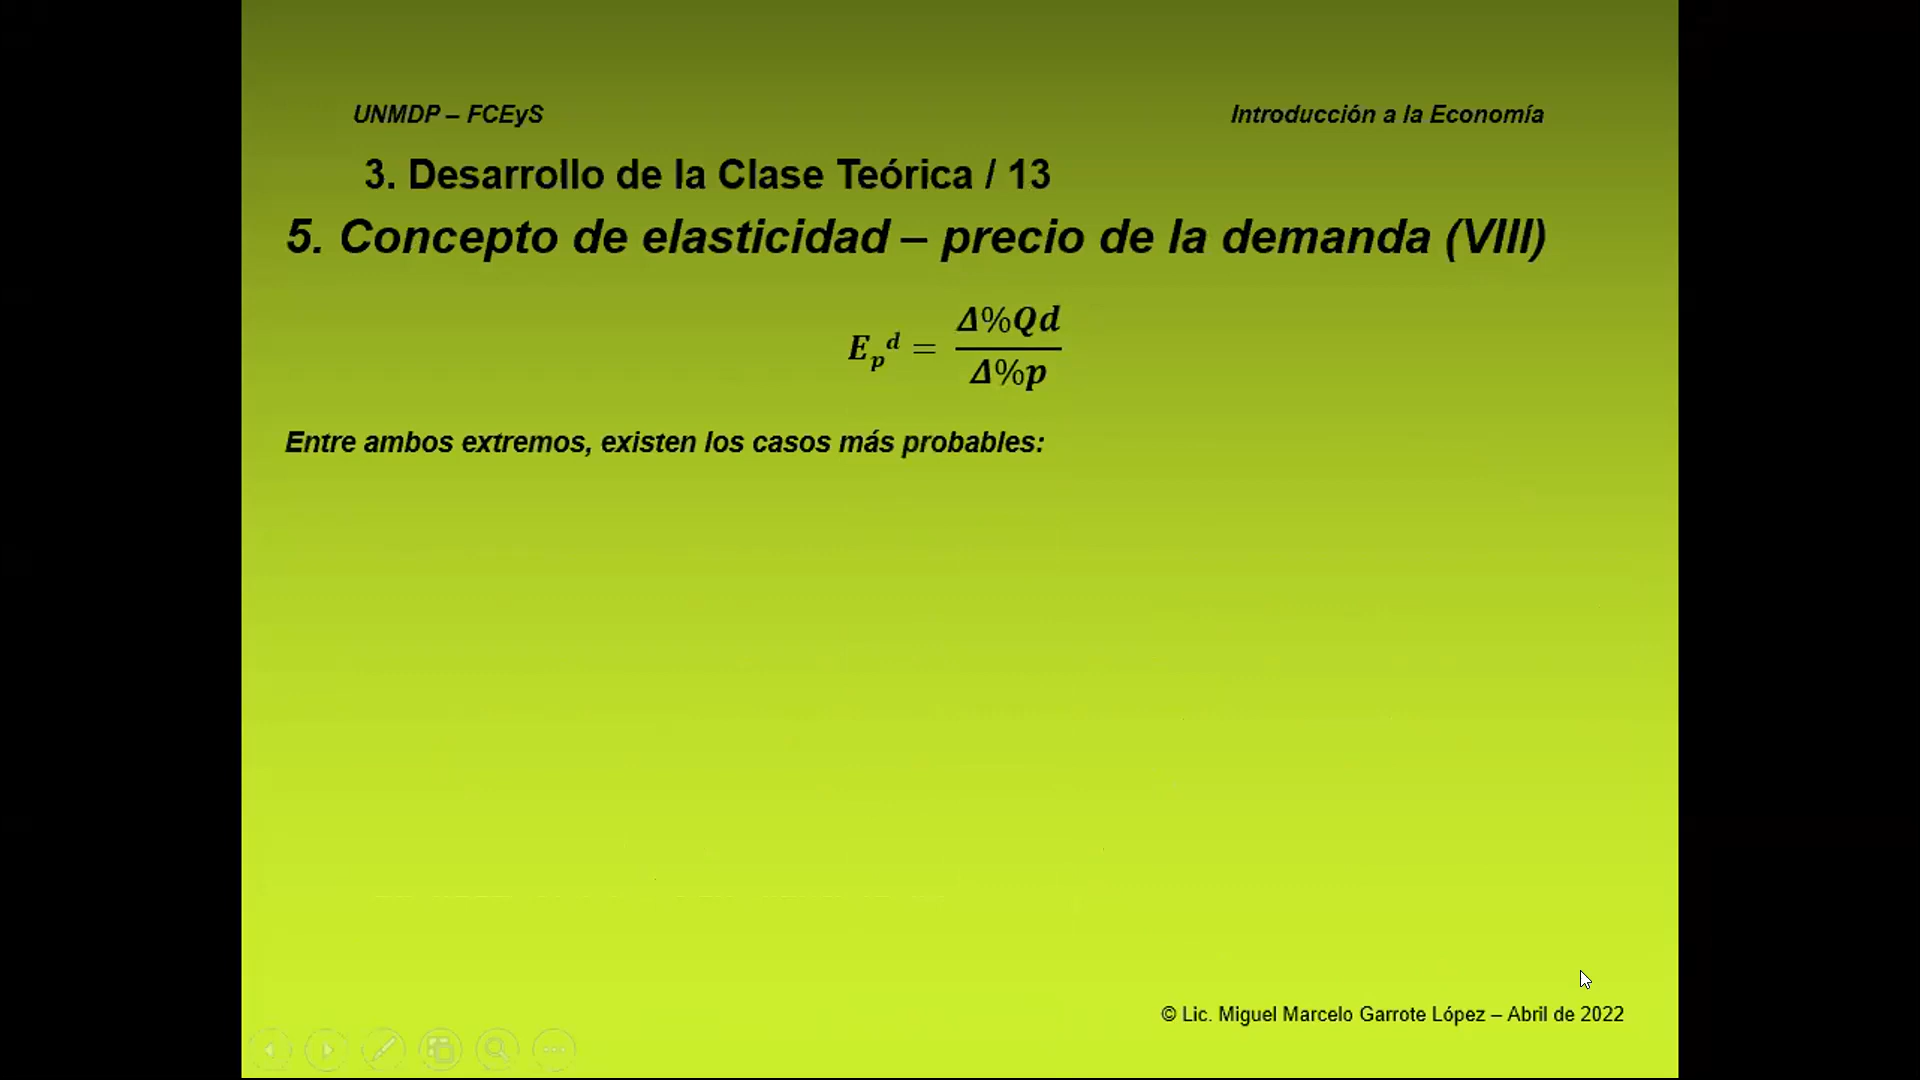 UNMDP – FCEyS
Introducción a la Economía
3. Desarrollo de la Clase Teórica / 13
5. Concepto de elasticidad – precio de la demanda (VIII)
E_p^d = Δ%Qd / Δ%p
Entre ambos extremos, existen los casos más probables:
© Lic. Miguel Marcelo Garrote López – Abril de 2022